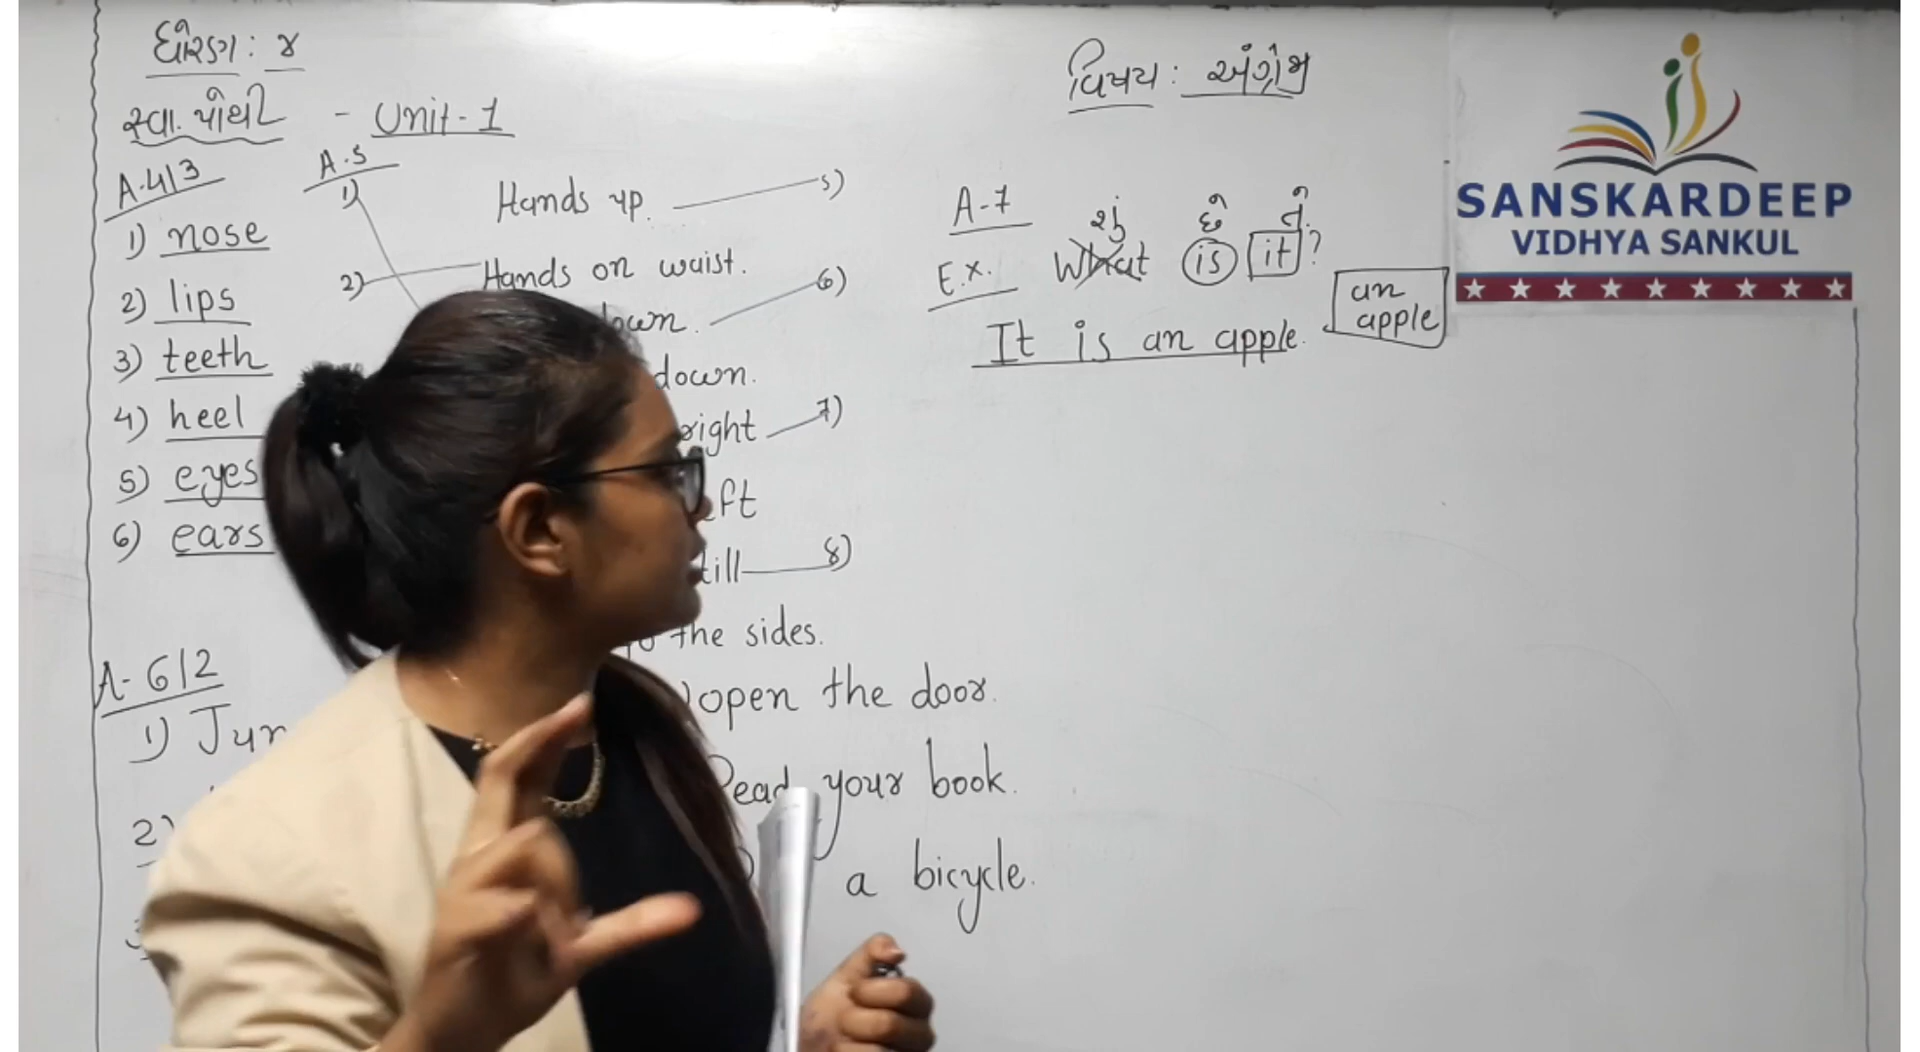 ધોરણ : ૪
વિષય : અંગ્રેજી
સ્વા. પોથી - Unit - 1
A.4|3
1) nose
2) lips
3) teeth
4) heel
5) eyes
6) ears
A.5
1)
Hands up. 5)
2) Hands on waist.
6)
down.
right 7)
8)
the sides.
A-6|2
1)
open the door.
2)
your book.
a bicycle.
A-7
શું છે તે
Ex. What is it ?
an apple
It is an apple.
SANSKARDEEP
VIDHYA SANKUL